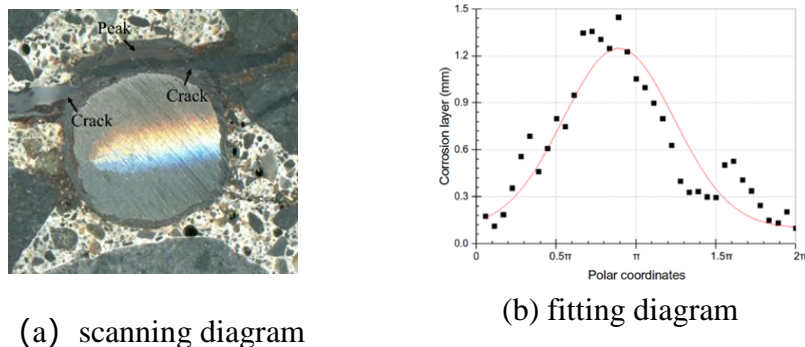 Peak
Crack
Crack
(a) scanning diagram
Corrosion layer (mm)
1.5
1.2
0.9
0.6
0.3
0.0
0
0.5π
π
1.5π
2π
Polar coordinates
(b) fitting diagram